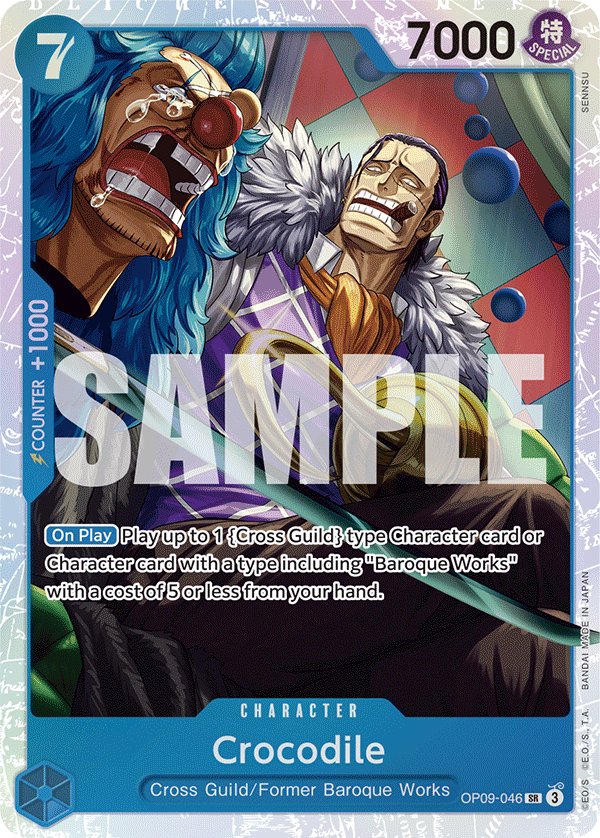 7
7000
特
SPECIAL
SENNSU
COUNTER +1000
SAMPLE
On Play Play up to 1 {Cross Guild} type Character card or
Character card with a type including "Baroque Works"
with a cost of 5 or less from your hand.
BANDAI MADE IN JAPAN
©EO/S ©E.O./S., T.A.
CHARACTER
Crocodile
Cross Guild/Former Baroque Works
OP09-046 SR 3